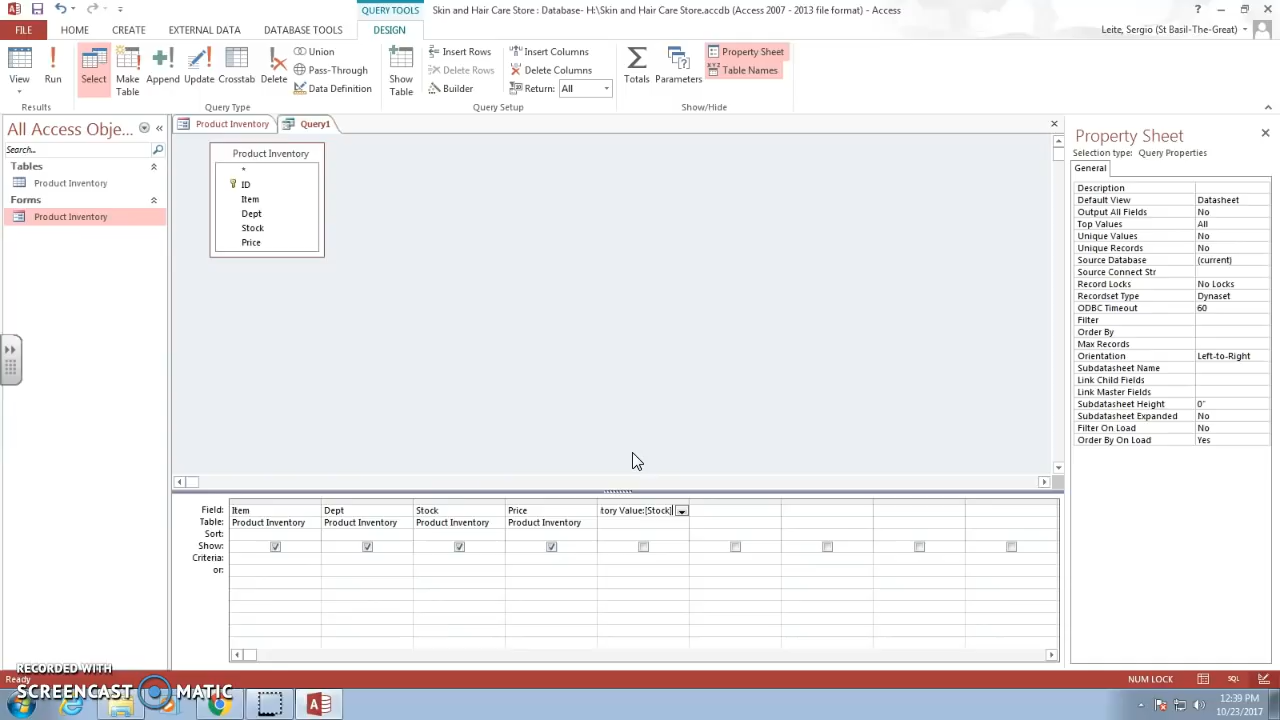 QUERY TOOLS
Skin and Hair Care Store : Database- H:\Skin and Hair Care Store.accdb (Access 2007 - 2013 file format) - Access
FILE HOME CREATE EXTERNAL DATA DATABASE TOOLS DESIGN
Leite, Sergio (St Basil-The-Great)
View
Run
Select
Make Table
Append
Update
Crosstab
Delete
Union
Pass-Through
Data Definition
Show Table
Insert Rows
Delete Rows
Builder
Insert Columns
Delete Columns
Return: All
Totals
Parameters
Property Sheet
Table Names
Results
Query Type
Query Setup
Show/Hide
All Access Obje...
Search...
Tables
Product Inventory
Forms
Product Inventory
Product Inventory
Query1
Product Inventory
*
ID
Item
Dept
Stock
Price
Property Sheet
Selection type: Query Properties
General
Description
Default View Datasheet
Output All Fields No
Top Values All
Unique Values No
Unique Records No
Source Database (current)
Source Connect Str
Record Locks No Locks
Recordset Type Dynaset
ODBC Timeout 60
Filter
Order By
Max Records
Orientation Left-to-Right
Subdatasheet Name
Link Child Fields
Link Master Fields
Subdatasheet Height 0"
Subdatasheet Expanded No
Filter On Load No
Order By On Load Yes
Field: Item Dept Stock Price tory Value:[Stock]
Table: Product Inventory Product Inventory Product Inventory Product Inventory
Sort:
Show:
Criteria:
or:
RECORDED WITH
SCREENCAST MATIC
Ready
NUM LOCK
SQL
12:39 PM
10/23/2017